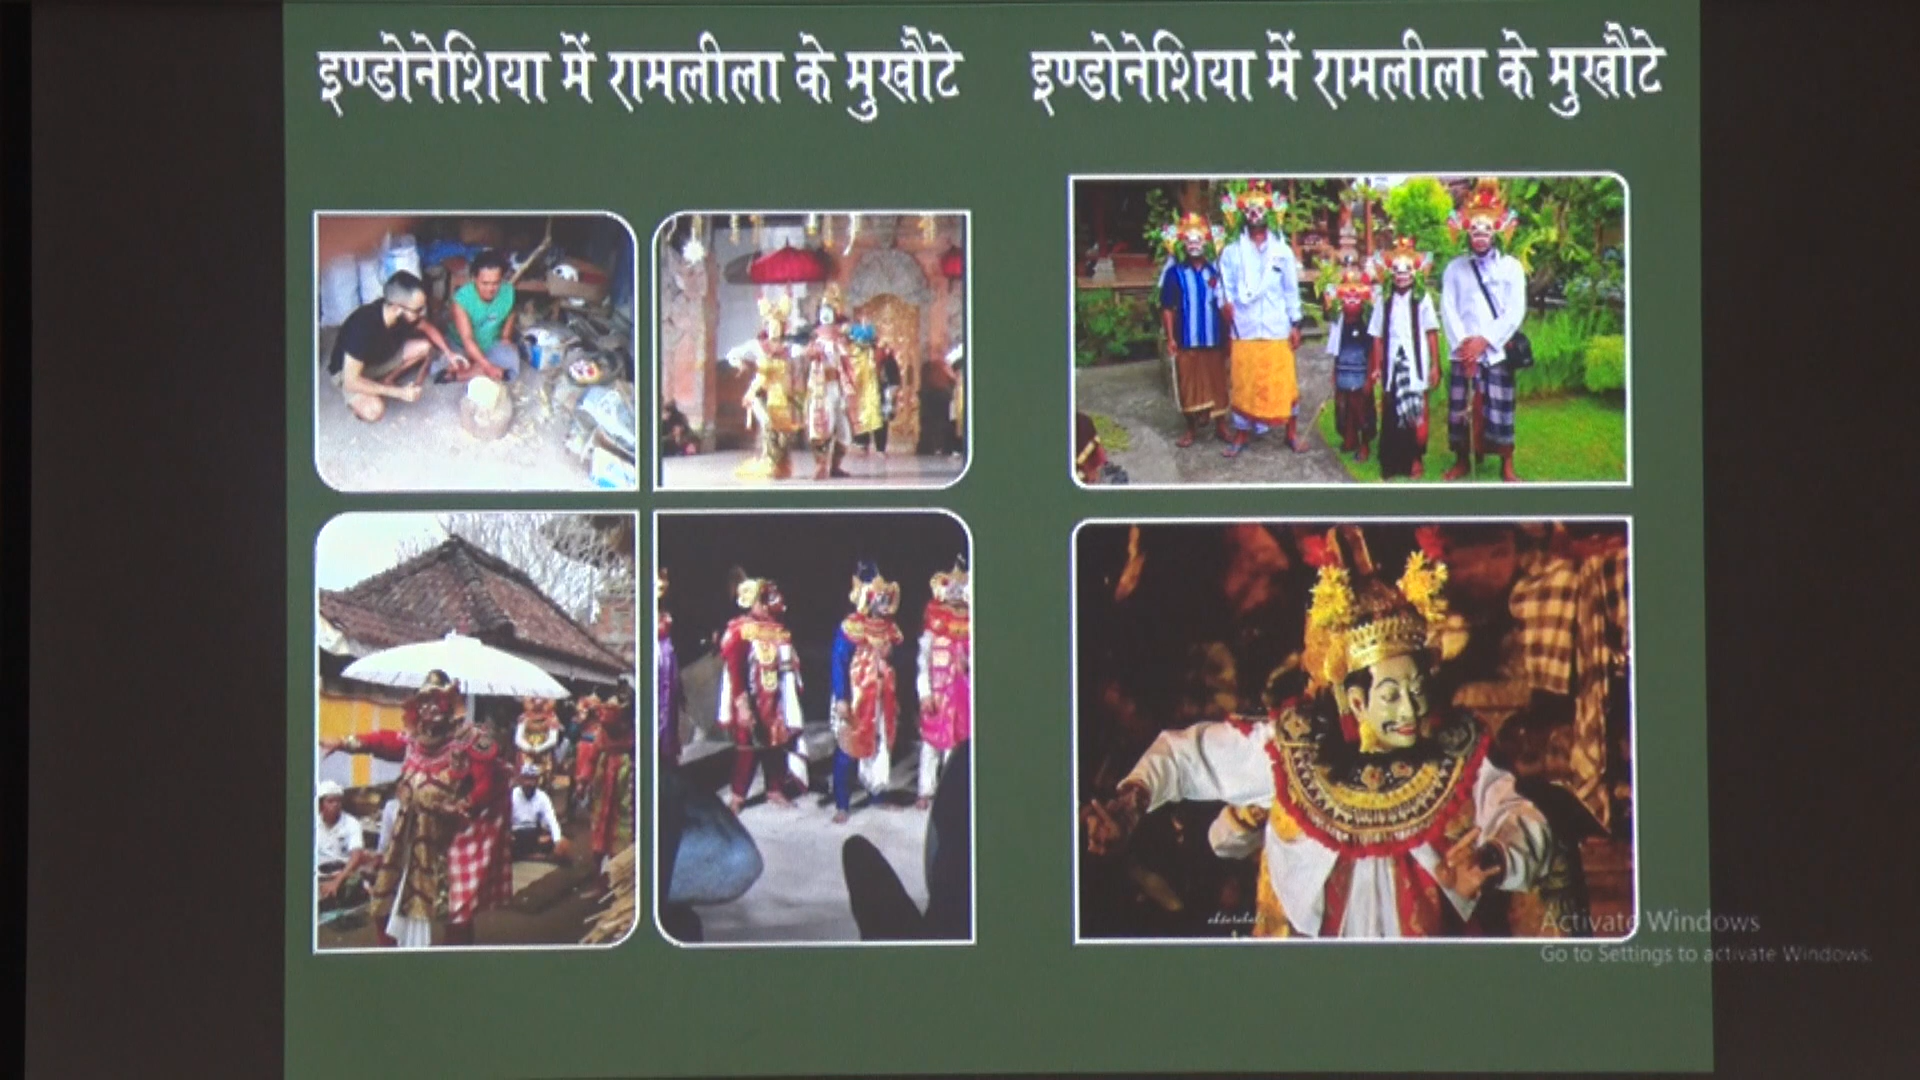 इण्डोनेशिया में रामलीला के मुखौटे
इण्डोनेशिया में रामलीला के मुखौटे
Activate Windows
Go to Settings to activate Windows.